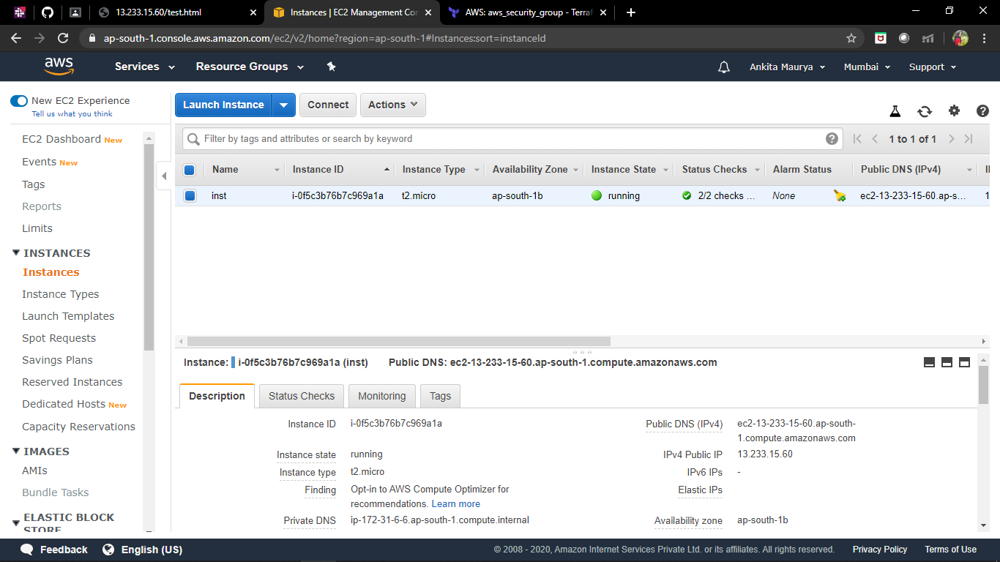 13.233.15.60/test.html
Instances | EC2 Management Con
AWS: aws_security_group - Terraf
ap-south-1.console.aws.amazon.com/ec2/v2/home?region=ap-south-1#Instances:sort=instanceId
aws Services Resource Groups Ankita Maurya Mumbai Support
New EC2 Experience
Tell us what you think
EC2 Dashboard New
Events New
Tags
Reports
Limits
INSTANCES
Instances
Instance Types
Launch Templates
Spot Requests
Savings Plans
Reserved Instances
Dedicated Hosts New
Capacity Reservations
IMAGES
AMIs
Bundle Tasks
ELASTIC BLOCK
STORE
Launch Instance Connect Actions
Filter by tags and attributes or search by keyword 1 to 1 of 1
Name Instance ID Instance Type Availability Zone Instance State Status Checks Alarm Status Public DNS (IPv4)
inst i-0f5c3b76b7c969a1a t2.micro ap-south-1b running 2/2 checks ... None ec2-13-233-15-60.ap-s... 1
Instance: i-0f5c3b76b7c969a1a (inst) Public DNS: ec2-13-233-15-60.ap-south-1.compute.amazonaws.com
Description Status Checks Monitoring Tags
Instance ID i-0f5c3b76b7c969a1a Public DNS (IPv4) ec2-13-233-15-60.ap-south-
1.compute.amazonaws.com
Instance state running IPv4 Public IP 13.233.15.60
Instance type t2.micro IPv6 IPs -
Finding Opt-in to AWS Compute Optimizer for Elastic IPs
recommendations. Learn more
Private DNS ip-172-31-6-6.ap-south-1.compute.internal Availability zone ap-south-1b
Feedback English (US) © 2008 - 2020, Amazon Internet Services Private Ltd. or its affiliates. All rights reserved. Privacy Policy Terms of Use